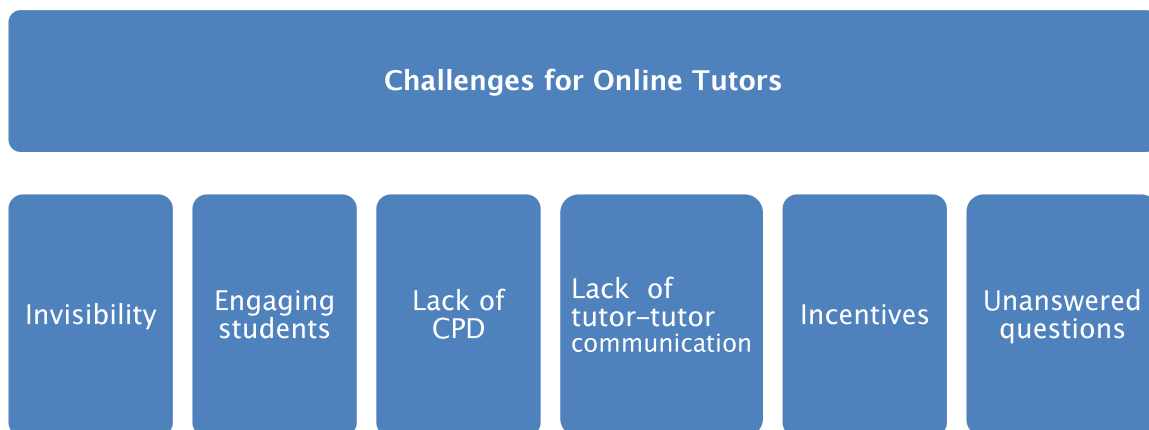 Challenges for Online Tutors
Invisibility
Engaging
students
Lack of
CPD
Lack of
tutor-tutor
communication
Incentives
Unanswered
questions